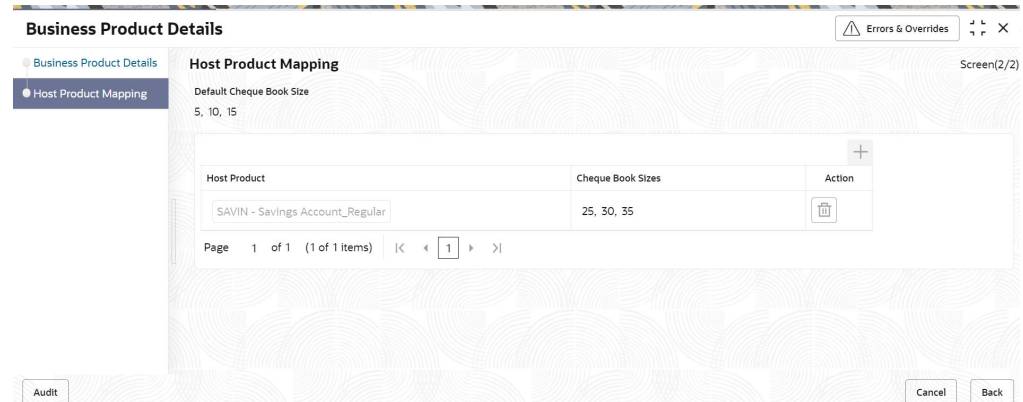 Business Product Details
Errors & Overrides
Business Product Details
Host Product Mapping
Host Product Mapping
Screen(2/2)
Default Cheque Book Size
5, 10, 15
Host Product Cheque Book Sizes Action
SAVIN - Savings Account_Regular 25, 30, 35
Page 1 of 1 (1 of 1 items) 1
Audit
Cancel Back